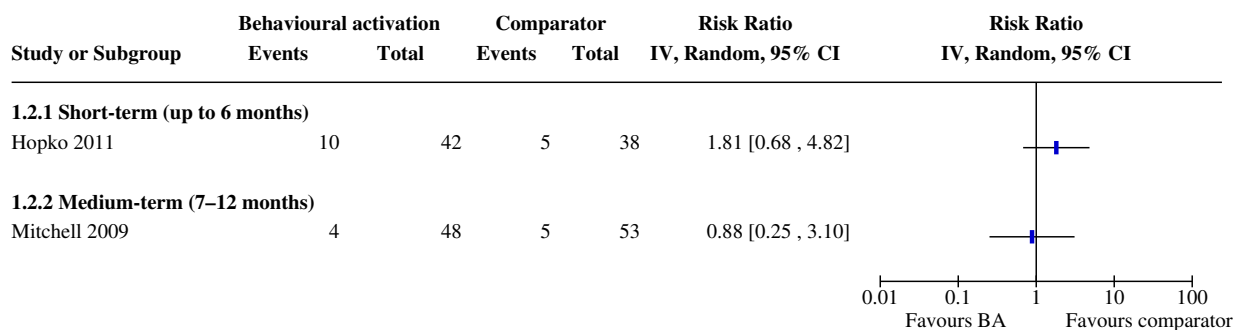 Behavioural activation Comparator Risk Ratio Risk Ratio
Study or Subgroup Events Total Events Total IV, Random, 95% CI IV, Random, 95% CI
1.2.1 Short-term (up to 6 months)
Hopko 2011 10 42 5 38 1.81 [0.68 , 4.82]
1.2.2 Medium-term (7–12 months)
Mitchell 2009 4 48 5 53 0.88 [0.25 , 3.10]
0.01 0.1 1 10 100
Favours BA Favours comparator